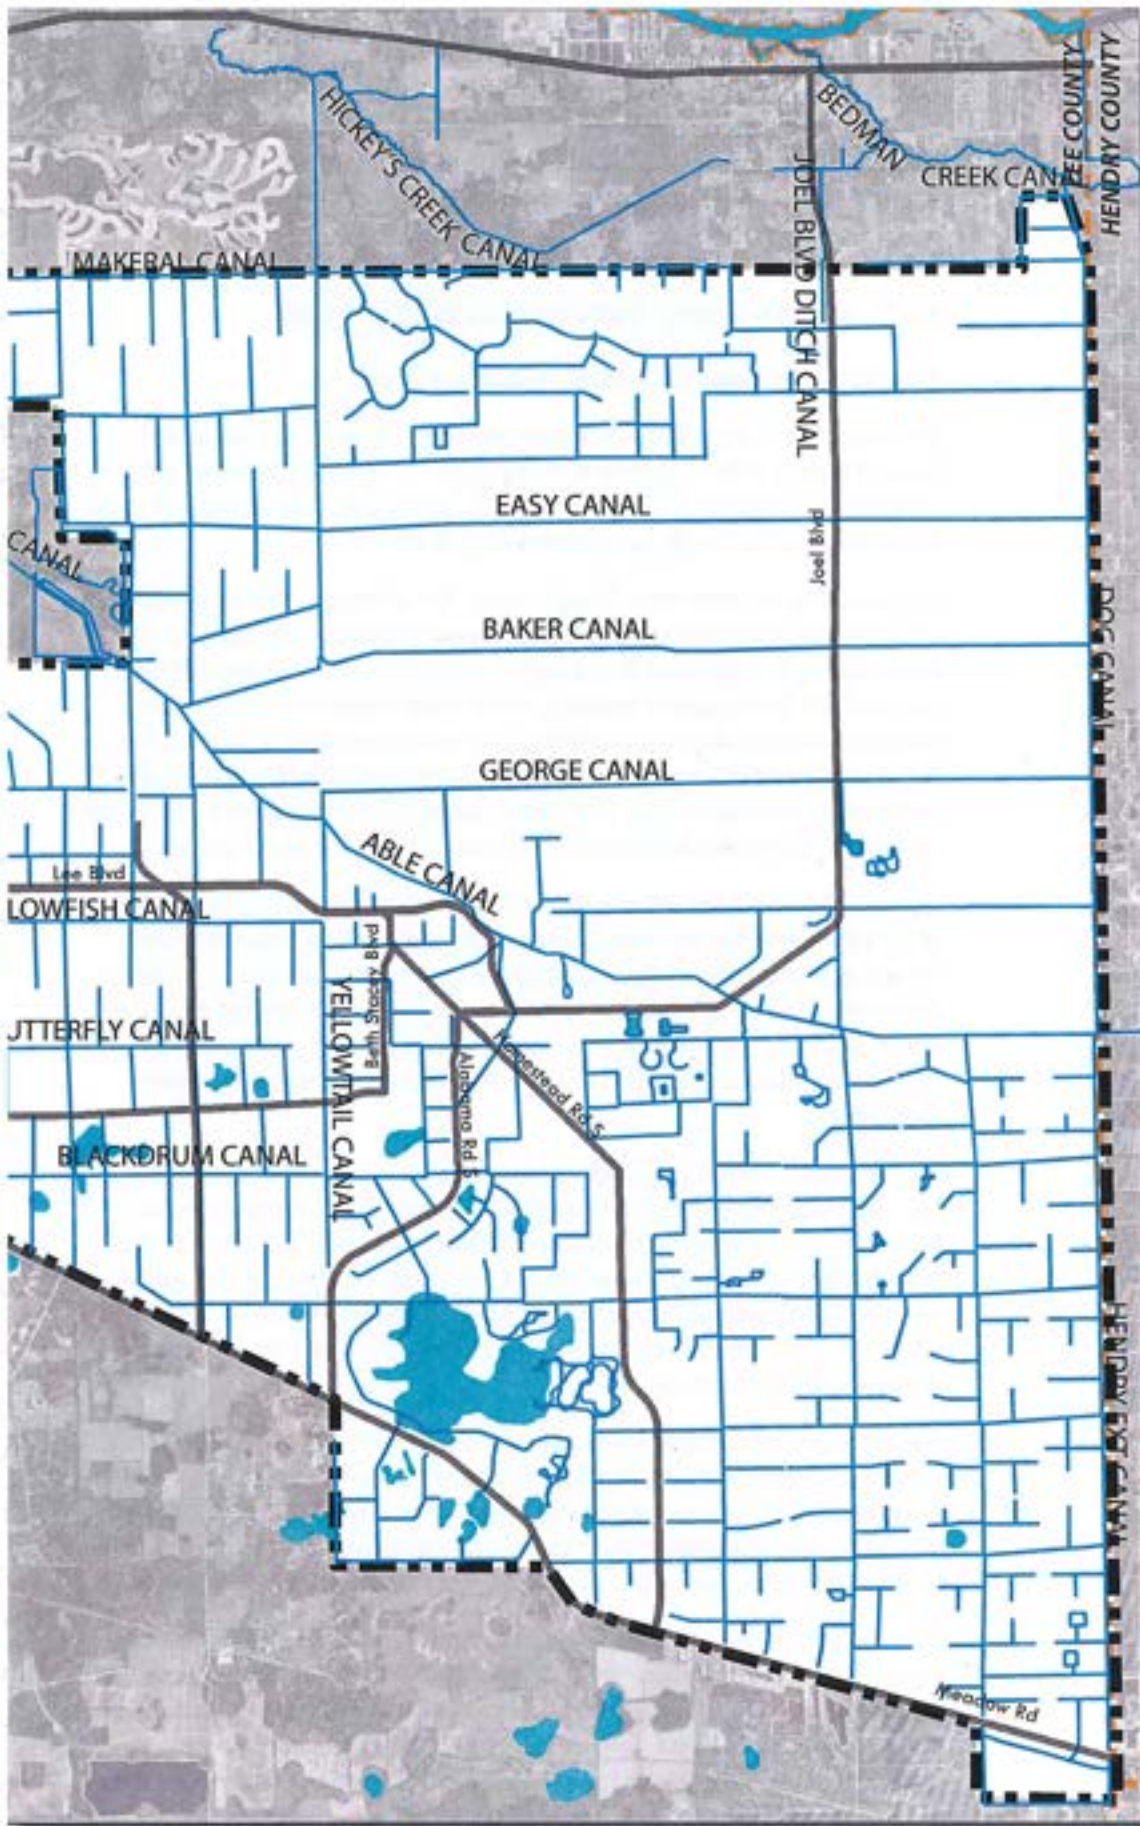 LEE COUNTY
HENDRY COUNTY
HICKEY'S CREEK CANAL
BEDMAN
CREEK CANAL
MAKERAL CANAL
JOEL BLVD DITCH CANAL
EASY CANAL
Joel Blvd
CANAL
BAKER CANAL
DOG CANAL
GEORGE CANAL
ABLE CANAL
Lee Blvd
LOWFISH CANAL
Beth Stacey Blvd
YELLOWTAIL CANAL
UTTERFLY CANAL
Homestead Rd S
Alabama Rd S
BLACKDRUM CANAL
HENDRY EXT CANAL
Meadow Rd